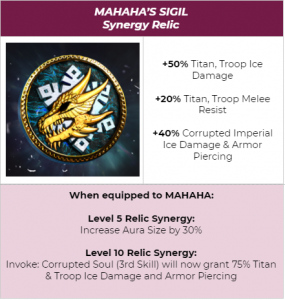 MAHAHA'S SIGIL
Synergy Relic
+50% Titan, Troop Ice
Damage
+20% Titan, Troop Melee
Resist
+40% Corrupted Imperial
Ice Damage & Armor
Piercing
When equipped to MAHAHA:
Level 5 Relic Synergy:
Increase Aura Size by 30%
Level 10 Relic Synergy:
Invoke: Corrupted Soul (3rd Skill) will now grant 75% Titan
& Troop Ice Damage and Armor Piercing